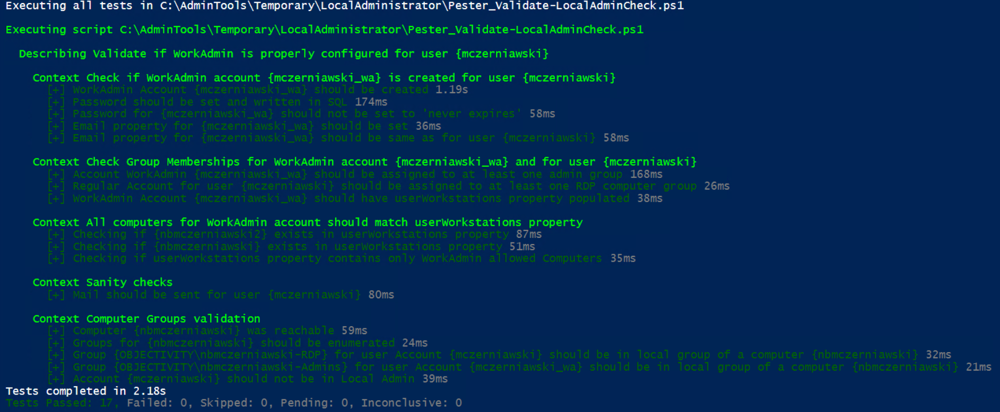 Executing all tests in C:\AdminTools\Temporary\LocalAdministrator\Pester_Validate-LocalAdminCheck.ps1
Executing script C:\AdminTools\Temporary\LocalAdministrator\Pester_Validate-LocalAdminCheck.ps1
Describing Validate if WorkAdmin is properly configured for user {mczerniawski}
Context Check if WorkAdmin account {mczerniawski_wa} is created for user {mczerniawski}
[+] WorkAdmin Account {mczerniawski_wa} should be created 1.19s
[+] Password should be set and written in SQL 174ms
[+] Password for {mczerniawski_wa} should not be set to 'never expires' 58ms
[+] Email property for {mczerniawski_wa} should be set 36ms
[+] Email property for {mczerniawski_wa} should be same as for user {mczerniawski} 58ms
Context Check Group Memberships for WorkAdmin account {mczerniawski_wa} and for user {mczerniawski}
[+] Account WorkAdmin {mczerniawski_wa} should be assigned to at least one admin group 168ms
[+] Regular Account for user {mczerniawski} should be assigned to at least one RDP computer group 26ms
[+] WorkAdmin Account {mczerniawski_wa} should have userWorkstations property populated 38ms
Context All computers for WorkAdmin account should match userWorkstations property
[+] Checking if {nbmczerniawski2} exists in userWorkstations property 87ms
[+] Checking if {nbmczerniawski} exists in userWorkstations property 51ms
[+] Checking if userWorkstations property contains only WorkAdmin allowed Computers 35ms
Context Sanity checks
[+] Mail should be sent for user {mczerniawski} 80ms
Context Computer Groups validation
[+] Computer {nbmczerniawski} was reachable 59ms
[+] Groups for {nbmczerniawski} should be enumerated 24ms
[+] Group {OBJECTIVITY\nbmczerniawski-RDP} for user Account {mczerniawski} should be in local group of a computer {nbmczerniawski} 32ms
[+] Group {OBJECTIVITY\nbmczerniawski-Admins} for user Account {mczerniawski_wa} should be in local group of a computer {nbmczerniawski} 21ms
[+] Account {mczerniawski} should not be in Local Admin 39ms
Tests completed in 2.18s
Tests Passed: 17, Failed: 0, Skipped: 0, Pending: 0, Inconclusive: 0